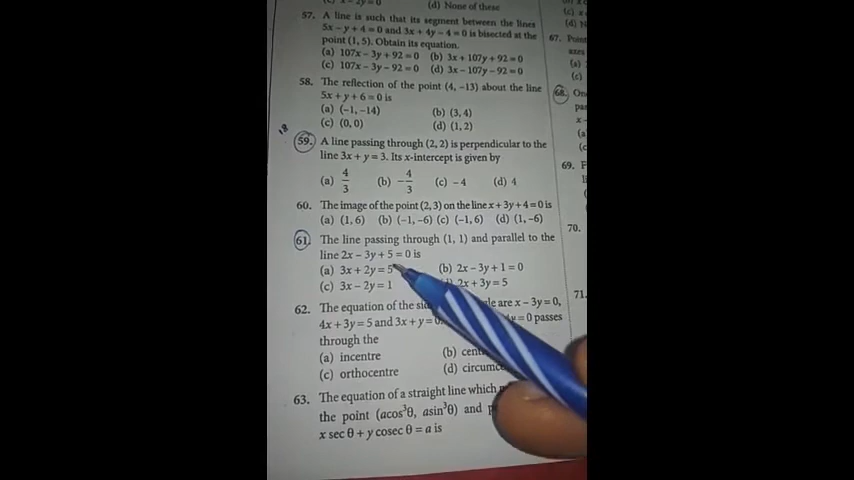 (d) None of these
57. A line is such that its segment between the lines
5x − y + 4 = 0 and 3x + 4y − 4 = 0 is bisected at the
point (1, 5). Obtain its equation.
(a) 107x − 3y + 92 = 0 (b) 3x + 107y + 92 = 0
(c) 107x − 3y − 92 = 0 (d) 3x − 107y − 92 = 0
58. The reflection of the point (4, −13) about the line
5x + y + 6 = 0 is
(a) (−1, −14) (b) (3, 4)
(c) (0, 0) (d) (1, 2)
18
59. A line passing through (2, 2) is perpendicular to the
line 3x + y = 3. Its x-intercept is given by
(a) 4/3 (b) −4/3 (c) −4 (d) 4
60. The image of the point (2, 3) on the line x + 3y + 4 = 0 is
(a) (1, 6) (b) (−1, −6) (c) (−1, 6) (d) (1, −6)
61. The line passing through (1, 1) and parallel to the
line 2x − 3y + 5 = 0 is
(a) 3x + 2y = 5 (b) 2x − 3y + 1 = 0
(c) 3x − 2y = 1 2x + 3y = 5
62. The equation of the are x − 3y = 0,
4x + 3y = 5 and 3x + y = = 0 passes
through the
(a) incentre (b)
(c) orthocentre (d)
63. The equation of a straight line which
the point (acos³θ, asin³θ) and
x sec θ + y cosec θ = a is
67.
68.
69.
70.
71.